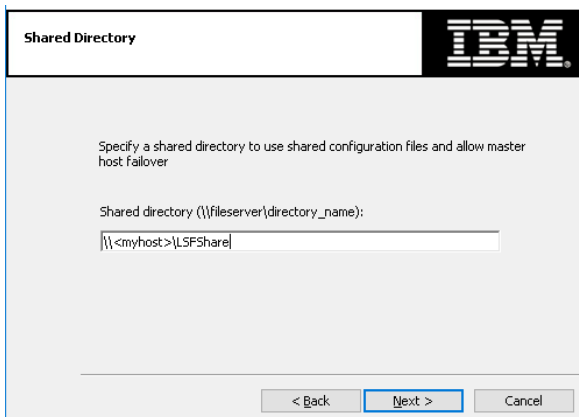 Shared Directory
IBM®
Specify a shared directory to use shared configuration files and allow master
host failover
Shared directory (\\fileserver\directory_name):
\\<myhost>\LSFShare
< Back
Next >
Cancel